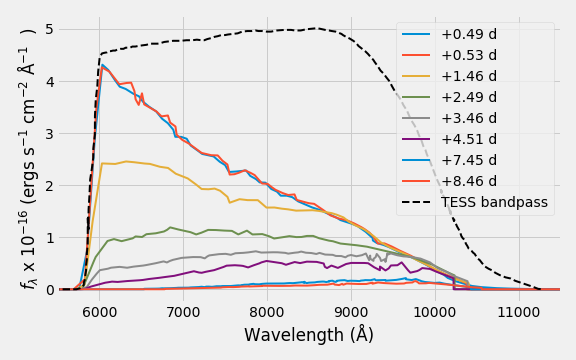 5
4
3
2
1
0
6000 7000 8000 9000 10000 11000
Wavelength (Å)
f_λ x 10^{−16} (ergs s^{−1} cm^{−2} Å^{−1} )
+0.49 d
+0.53 d
+1.46 d
+2.49 d
+3.46 d
+4.51 d
+7.45 d
+8.46 d
TESS bandpass